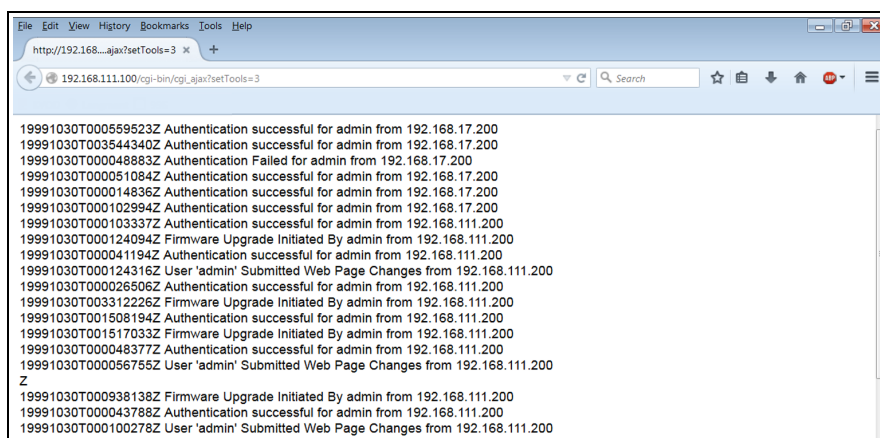 File Edit View History Bookmarks Tools Help
http://192.168....ajax?setTools=3 × +
192.168.111.100/cgi-bin/cgi_ajax?setTools=3 Search ABP
19991030T000559523Z Authentication successful for admin from 192.168.17.200
19991030T003544340Z Authentication successful for admin from 192.168.17.200
19991030T000048883Z Authentication Failed for admin from 192.168.17.200
19991030T000051084Z Authentication successful for admin from 192.168.17.200
19991030T000014836Z Authentication successful for admin from 192.168.17.200
19991030T000102994Z Authentication successful for admin from 192.168.17.200
19991030T000103337Z Authentication successful for admin from 192.168.111.200
19991030T000124094Z Firmware Upgrade Initiated By admin from 192.168.111.200
19991030T000041194Z Authentication successful for admin from 192.168.111.200
19991030T000124316Z User 'admin' Submitted Web Page Changes from 192.168.111.200
19991030T000026506Z Authentication successful for admin from 192.168.111.200
19991030T003312226Z Firmware Upgrade Initiated By admin from 192.168.111.200
19991030T001508194Z Authentication successful for admin from 192.168.111.200
19991030T001517033Z Firmware Upgrade Initiated By admin from 192.168.111.200
19991030T000048377Z Authentication successful for admin from 192.168.111.200
19991030T000056755Z User 'admin' Submitted Web Page Changes from 192.168.111.200
Z
19991030T000938138Z Firmware Upgrade Initiated By admin from 192.168.111.200
19991030T000043788Z Authentication successful for admin from 192.168.111.200
19991030T000100278Z User 'admin' Submitted Web Page Changes from 192.168.111.200